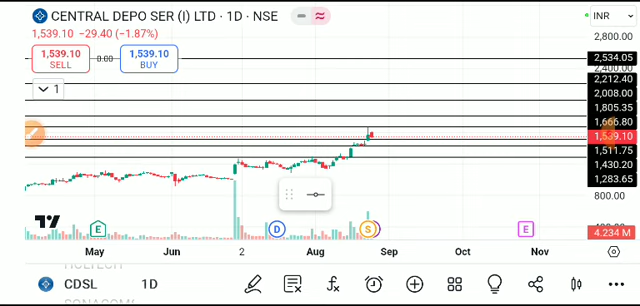 CENTRAL DEPO SER (I) LTD · 1D · NSE
INR
1,539.10 −29.40 (−1.87%)
1,539.10
SELL
0.00
1,539.10
BUY
1
2,800.00
2,534.05
2,400.00
2,212.40
2,008.00
1,805.35
1,666.80
1,539.10
1,511.75
1,430.20
1,283.65
800.00
4.234 M
E
D
S
E
May
Jun
2
Aug
Sep
Oct
Nov
CDSL
1D